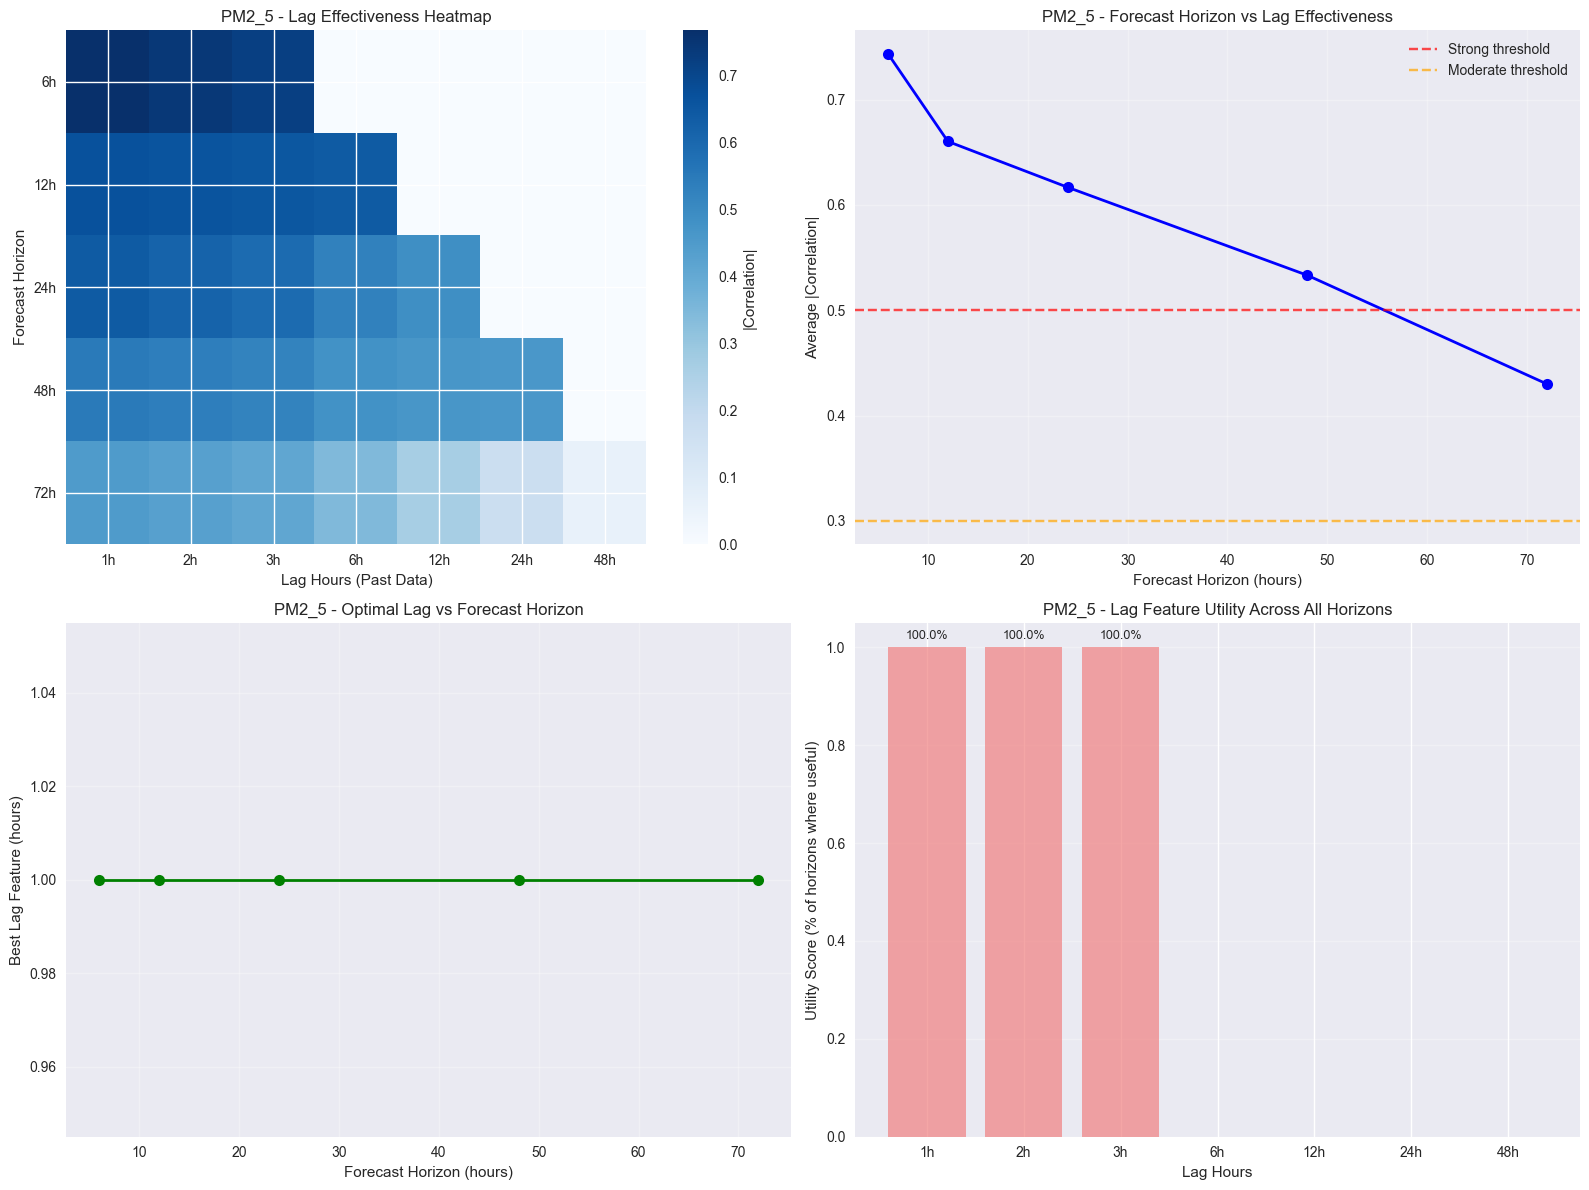 PM2_5 - Lag Effectiveness Heatmap
6h
12h
24h
48h
72h
Forecast Horizon
1h 2h 3h 6h 12h 24h 48h
Lag Hours (Past Data)
0.7
0.6
0.5
0.4
0.3
0.2
0.1
0.0
|Correlation|
PM2_5 - Forecast Horizon vs Lag Effectiveness
Strong threshold
Moderate threshold
0.7
0.6
0.5
0.4
0.3
Average |Correlation|
10 20 30 40 50 60 70
Forecast Horizon (hours)
PM2_5 - Optimal Lag vs Forecast Horizon
1.04
1.02
1.00
0.98
0.96
Best Lag Feature (hours)
10 20 30 40 50 60 70
Forecast Horizon (hours)
PM2_5 - Lag Feature Utility Across All Horizons
100.0% 100.0% 100.0%
1.0
0.8
0.6
0.4
0.2
0.0
Utility Score (% of horizons where useful)
1h 2h 3h 6h 12h 24h 48h
Lag Hours